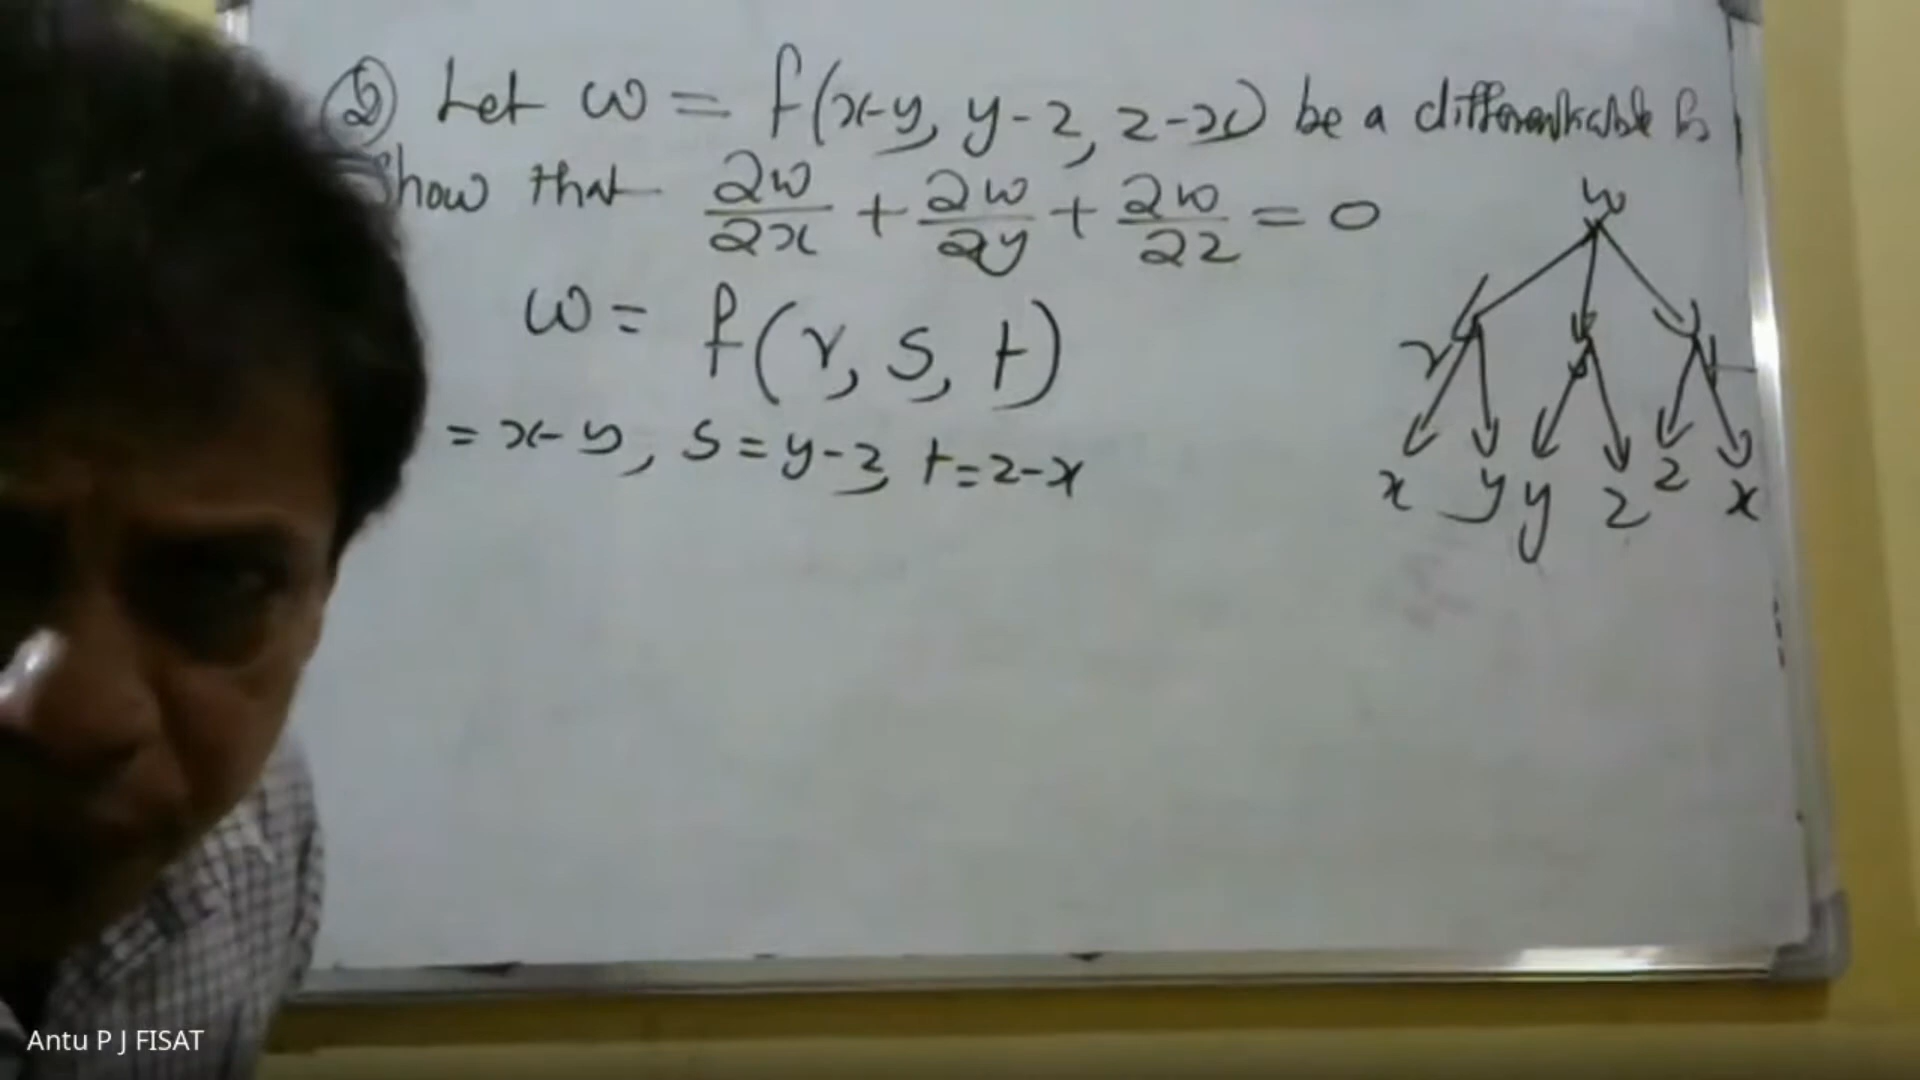 ② Let ω = f(x-y, y-z, z-x) be a differentiable fn
Show that ∂w/∂x + ∂w/∂y + ∂w/∂z = 0
w
ω = f(r, s, t)
r s t
= x-y, s = y-z, t = z-x
x y y z z x
Antu P J FISAT